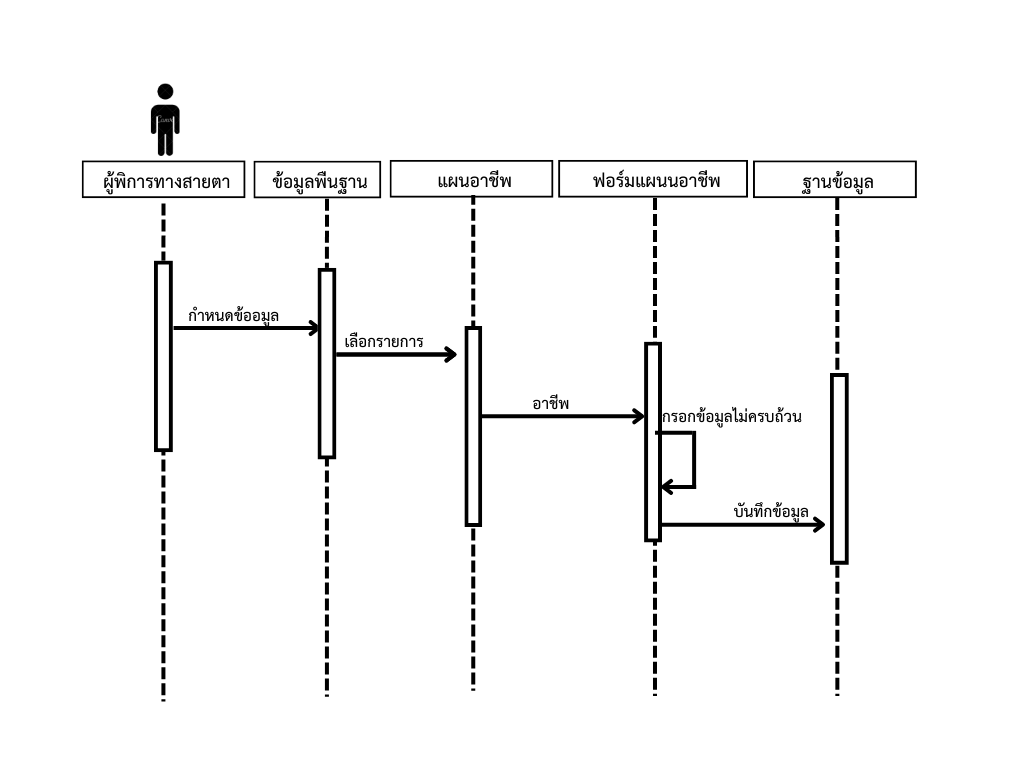 ผู้พิการทางสายตา
ข้อมูลพืนฐาน
แผนอาชีพ
ฟอร์มแผนนอาชีพ
ฐานข้อมูล
กำหนดข้ออมูล
เลือกรายการ
อาชีพ
กรอกข้อมูลไม่ครบถ้วน
บันทึกข้อมูล